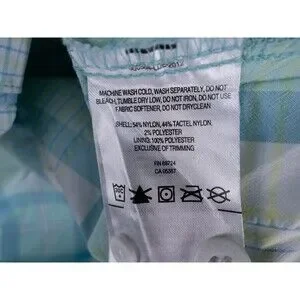 MACHINE WASH COLD, WASH SEPARATELY, DO NOT
BLEACH, TUMBLE DRY LOW, DO NOT IRON, DO NOT USE
FABRIC SOFTENER, DO NOT DRYCLEAN
SHELL: 54% NYLON, 44% TACTEL NYLON,
2% POLYESTER
LINING: 100% POLYESTER
EXCLUSIVE OF TRIMMING
RN 69724
CA 05357